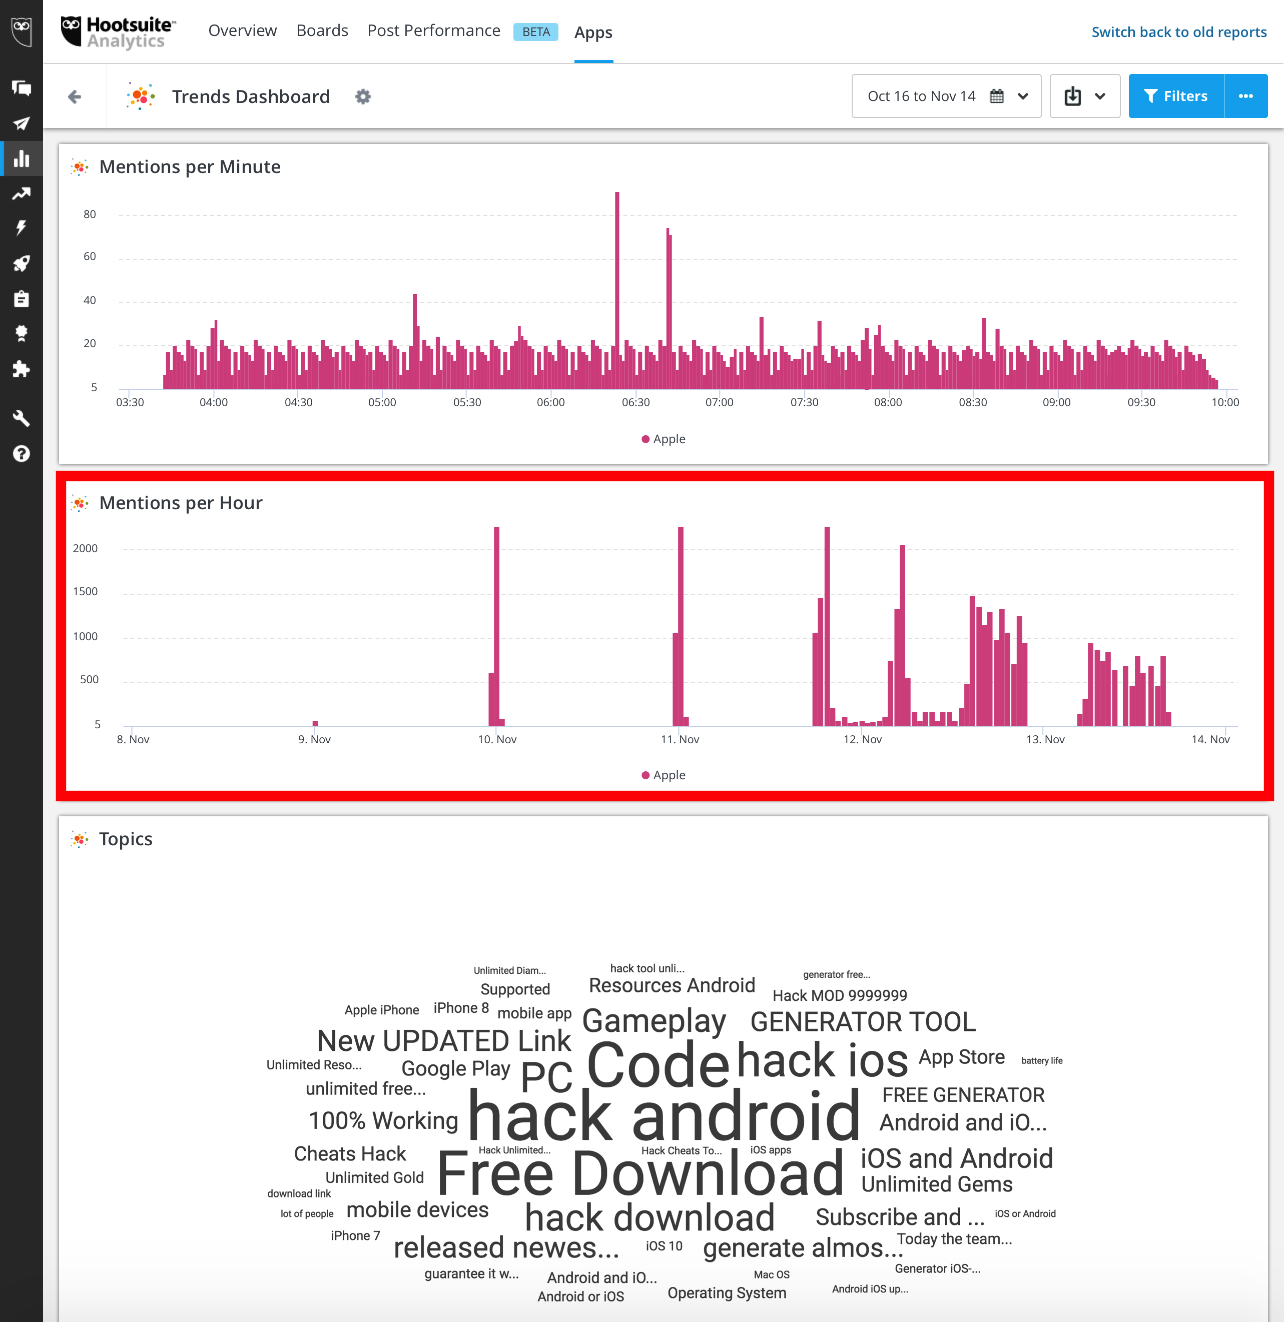 Hootsuite™
Analytics
Overview Boards Post Performance BETA Apps
Switch back to old reports
Trends Dashboard
Oct 16 to Nov 14
Filters
Mentions per Minute
80
60
40
20
5
03:30 04:00 04:30 05:00 05:30 06:00 06:30 07:00 07:30 08:00 08:30 09:00 09:30 10:00
Apple
Mentions per Hour
2000
1500
1000
500
5
8. Nov 9. Nov 10. Nov 11. Nov 12. Nov 13. Nov 14. Nov
Apple
Topics
Unlimited Diam... hack tool unli... generator free...
Supported Resources Android Hack MOD 9999999
Apple iPhone iPhone 8 mobile app Gameplay GENERATOR TOOL
New UPDATED Link
Unlimited Reso... Google Play PC Code hack ios App Store battery life
unlimited free... FREE GENERATOR
100% Working hack android Android and iO...
Cheats Hack Hack Unlimited... Hack Cheats To... iOS apps iOS and Android
Unlimited Gold Free Download Unlimited Gems
download link
lot of people mobile devices hack download Subscribe and ... iOS or Android
iPhone 7 released newes... iOS 10 generate almos... Today the team...
guarantee it w... Android and iO... Mac OS Generator iOS-...
Android or iOS Operating System Android iOS up...